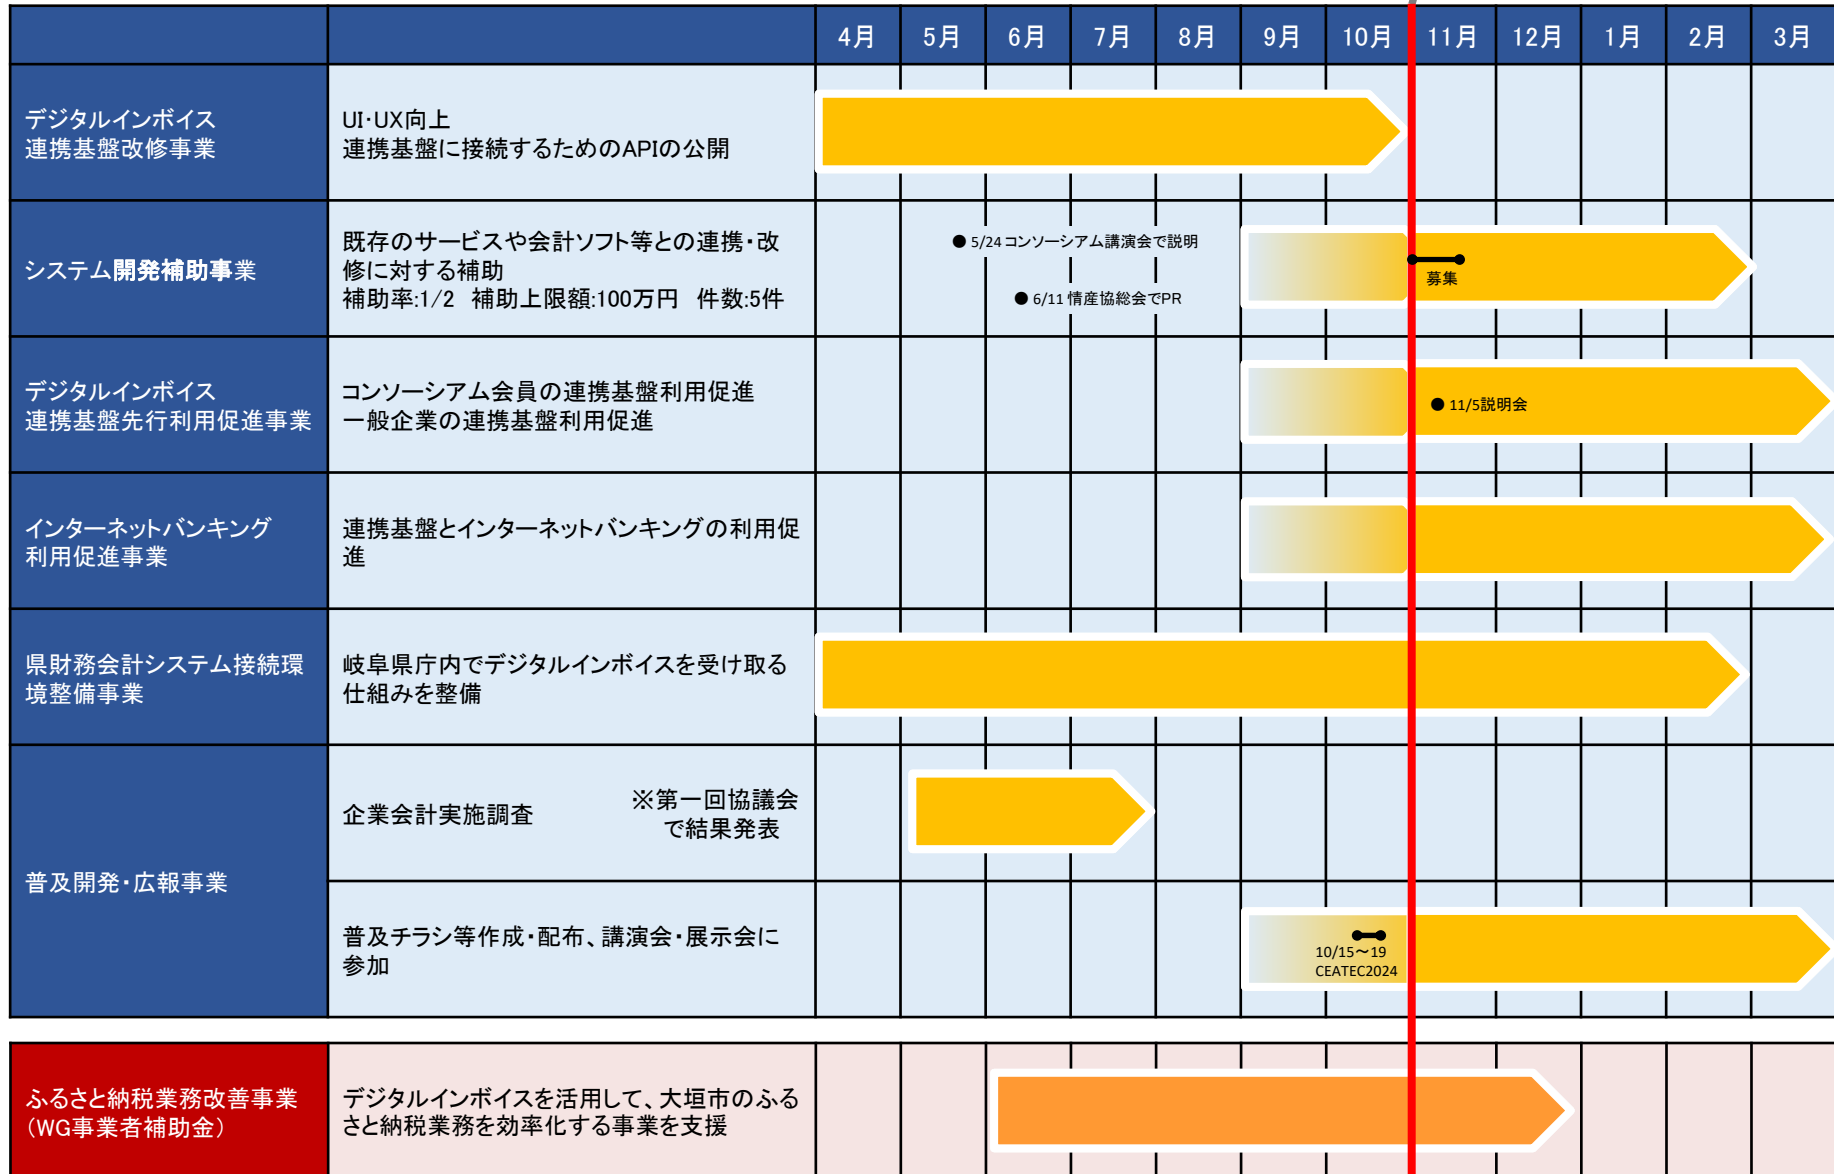 4月 5月 6月 7月 8月 9月 10月 11月 12月 1月 2月 3月
デジタルインボイス
連携基盤改修事業
UI・UX向上
連携基盤に接続するためのAPIの公開
システム開発補助事業
既存のサービスや会計ソフト等との連携・改
修に対する補助
補助率:1/2 補助上限額:100万円 件数:5件
● 5/24 コンソーシアム講演会で説明
● 6/11 情産協総会でPR
募集
デジタルインボイス
連携基盤先行利用促進事業
コンソーシアム会員の連携基盤利用促進
一般企業の連携基盤利用促進
● 11/5説明会
インターネットバンキング
利用促進事業
連携基盤とインターネットバンキングの利用促
進
県財務会計システム接続環
境整備事業
岐阜県庁内でデジタルインボイスを受け取る
仕組みを整備
普及開発・広報事業
企業会計実施調査
※第一回協議会
で結果発表
普及チラシ等作成・配布、講演会・展示会に
参加
10/15～19
CEATEC2024
ふるさと納税業務改善事業
(WG事業者補助金)
デジタルインボイスを活用して、大垣市のふる
さと納税業務を効率化する事業を支援